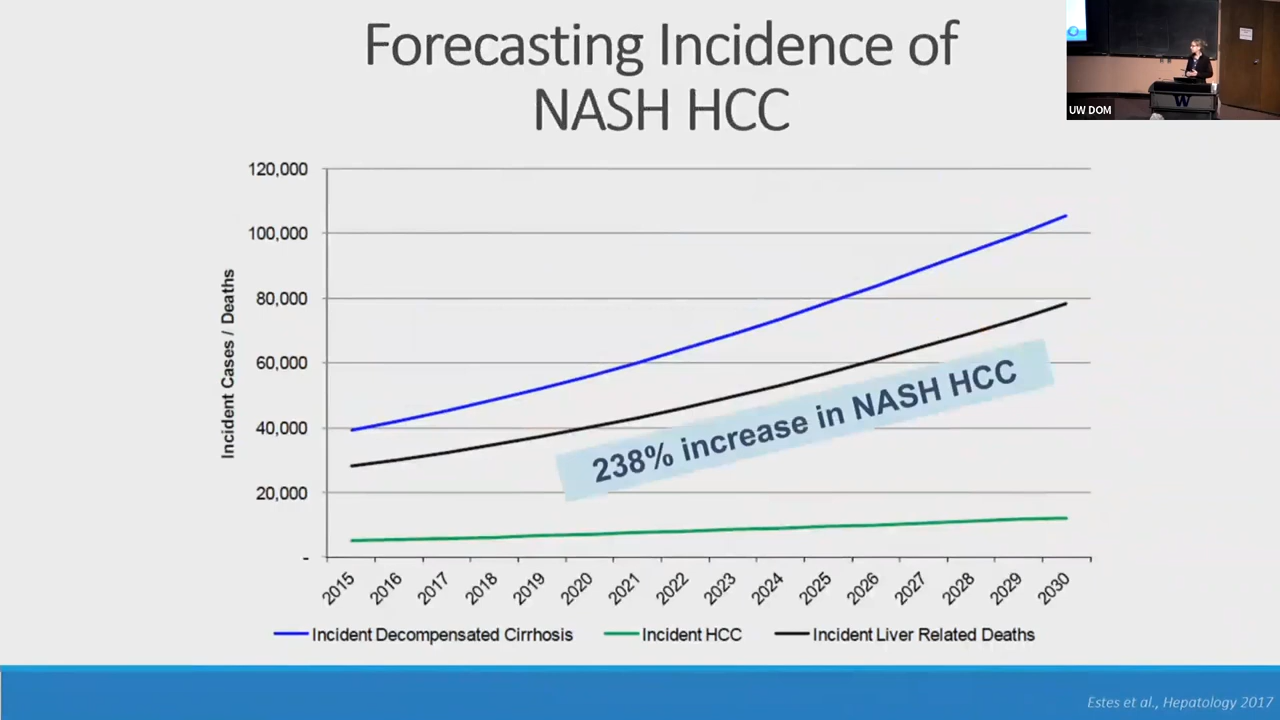 Forecasting Incidence of
NASH HCC
UW DOM
W
Incident Cases / Deaths
120,000
100,000
80,000
60,000
40,000
20,000
-
238% increase in NASH HCC
2015 2016 2017 2018 2019 2020 2021 2022 2023 2024 2025 2026 2027 2028 2029 2030
Incident Decompensated Cirrhosis Incident HCC Incident Liver Related Deaths
Estes et al., Hepatology 2017